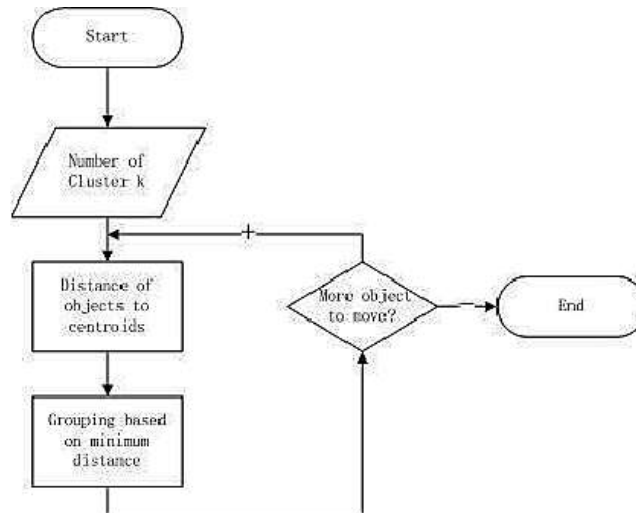 Start
Number of
Cluster k
+
Distance of
objects to
centroids
More object
to move?
—
End
Grouping based
on minimum
distance